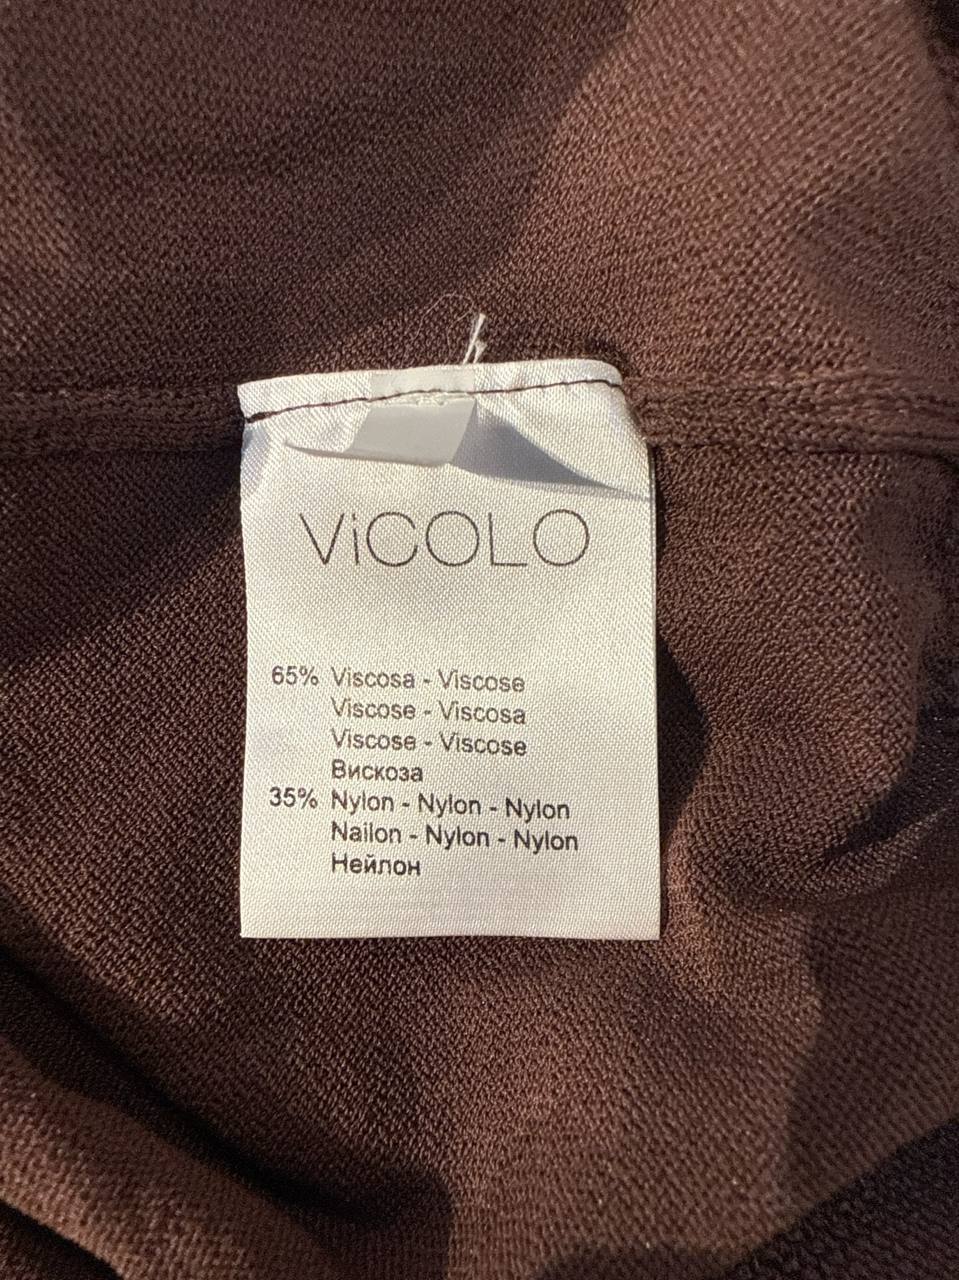 ViCOLO
65% Viscosa - Viscose
Viscose - Viscosa
Viscose - Viscose
Вискоза
35% Nylon - Nylon - Nylon
Nailon - Nylon - Nylon
Нейлон